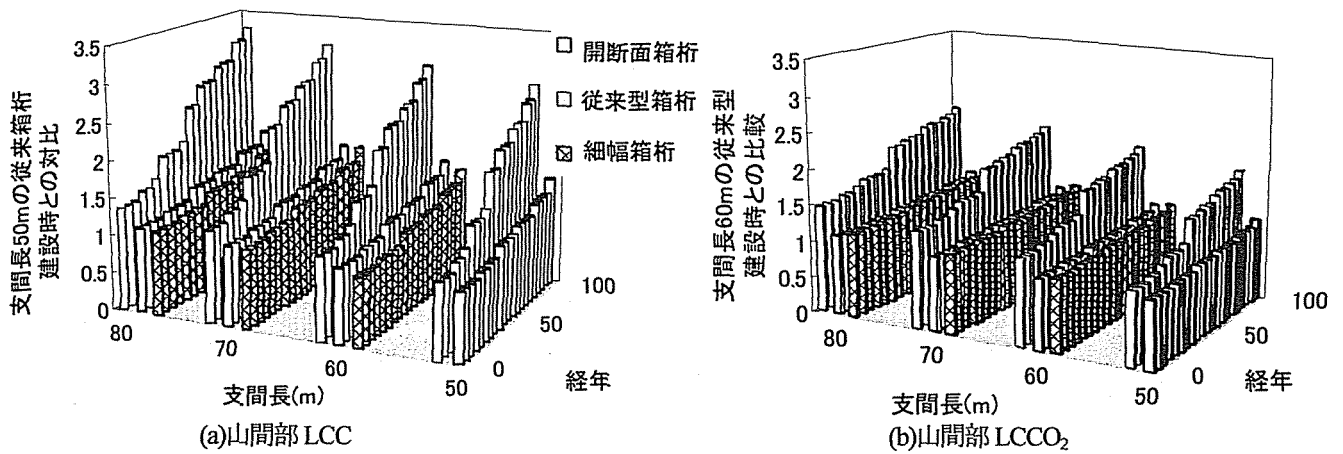 3.5
3
2.5
2
1.5
1
0.5
0
支間長50mの従来箱桁
建設時との対比
80
70
60
50
支間長(m)
0
50
100
経年
開断面箱桁
従来型箱桁
細幅箱桁
(a)山間部 LCC
3.5
3
2.5
2
1.5
1
0.5
0
支間長60mの従来型
建設時との比較
80
70
60
50
支間長(m)
0
50
100
経年
(b)山間部 LCCO₂